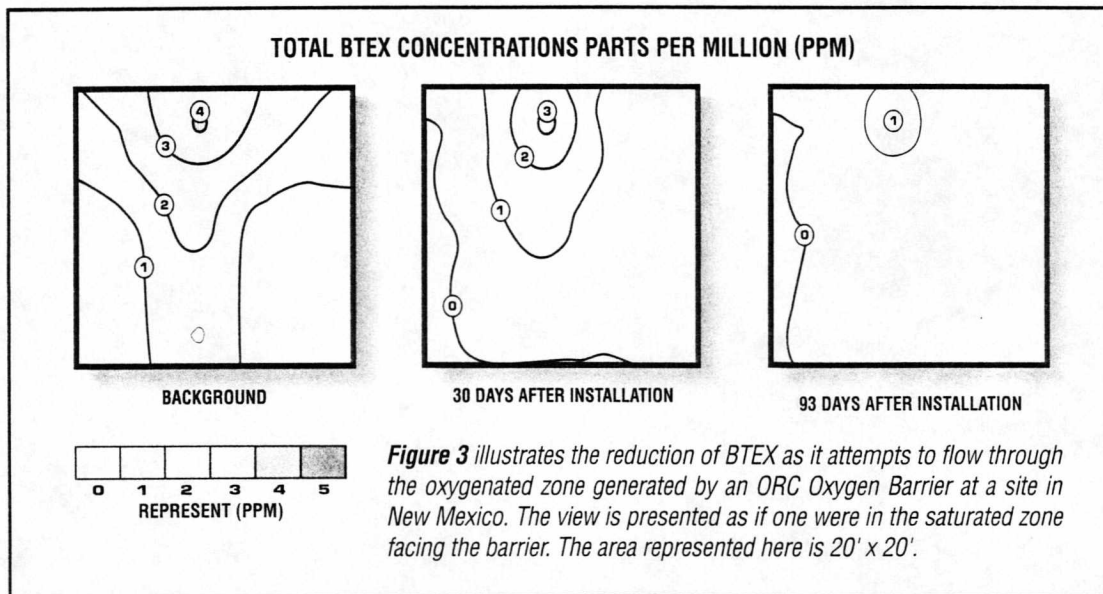 TOTAL BTEX CONCENTRATIONS PARTS PER MILLION (PPM)
4
3
2
1
3
2
1
0
1
0
BACKGROUND
30 DAYS AFTER INSTALLATION
93 DAYS AFTER INSTALLATION
0 1 2 3 4 5
REPRESENT (PPM)
Figure 3 illustrates the reduction of BTEX as it attempts to flow through
the oxygenated zone generated by an ORC Oxygen Barrier at a site in
New Mexico. The view is presented as if one were in the saturated zone
facing the barrier. The area represented here is 20' x 20'.